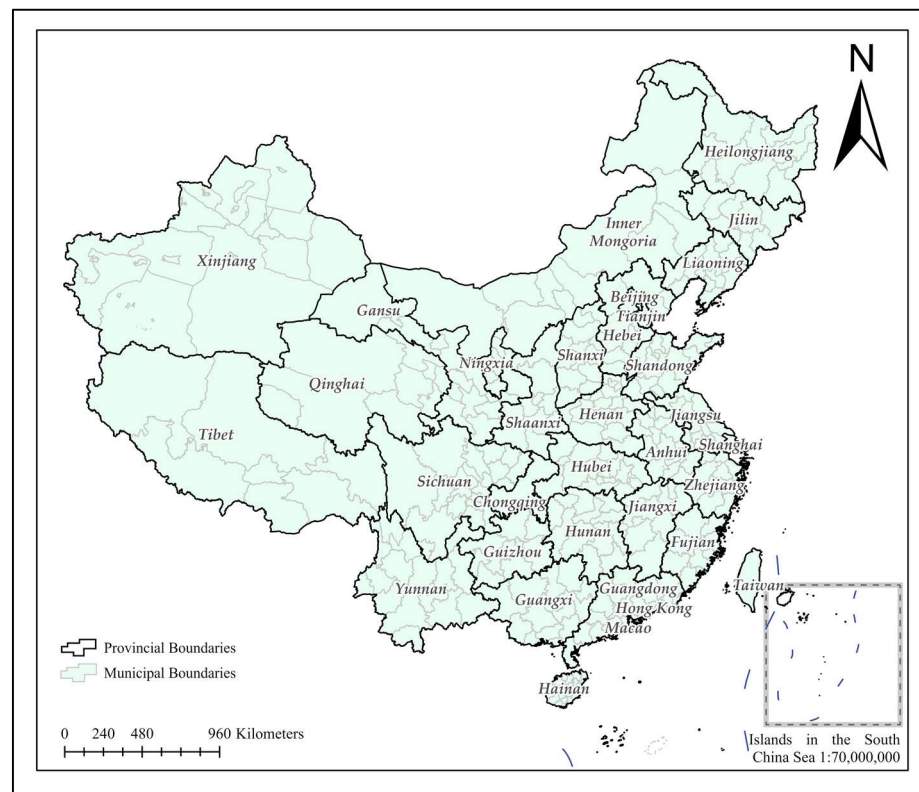 N
Heilongjiang
Jilin
Inner
Mongoria
Liaoning
Xinjiang
Beijing
Tianjin
Gansu
Hebei
Ningxia
Shanxi
Shandong
Qinghai
Henan
Jiangsu
Shaanxi
Tibet
Shanghai
Anhui
Hubei
Sichuan
Zhejiang
Chongqing
Jiangxi
Hunan
Fujian
Guizhou
Taiwan
Yunnan
Guangdong
Guangxi
Hong Kong
Macao
Hainan
Provincial Boundaries
Municipal Boundaries
0 240 480 960 Kilometers
Islands in the South
China Sea 1:70,000,000